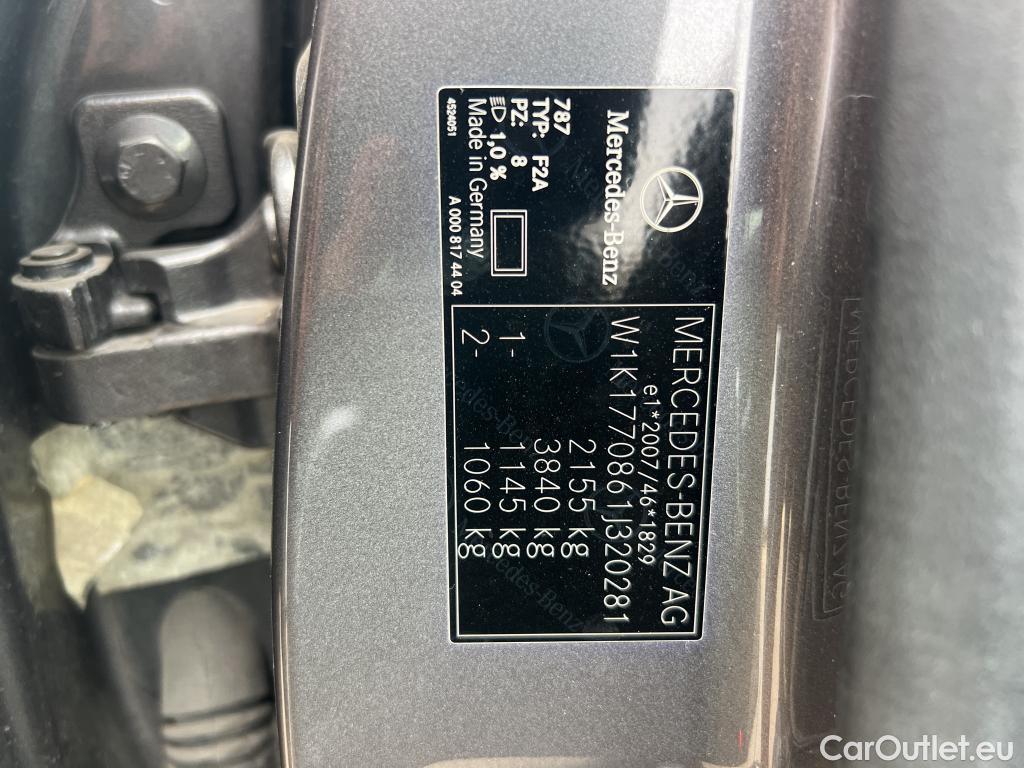 Mercedes-Benz
787
TYP: F2A
PZ: 8
1,0 %
Made in Germany
4524051
A 000 817 44 04
MERCEDES-BENZ AG
e1*2007/46*1829
W1K1770861J320281
2155 kg
3840 kg
1- 1145 kg
2- 1060 kg
CarOutlet.eu